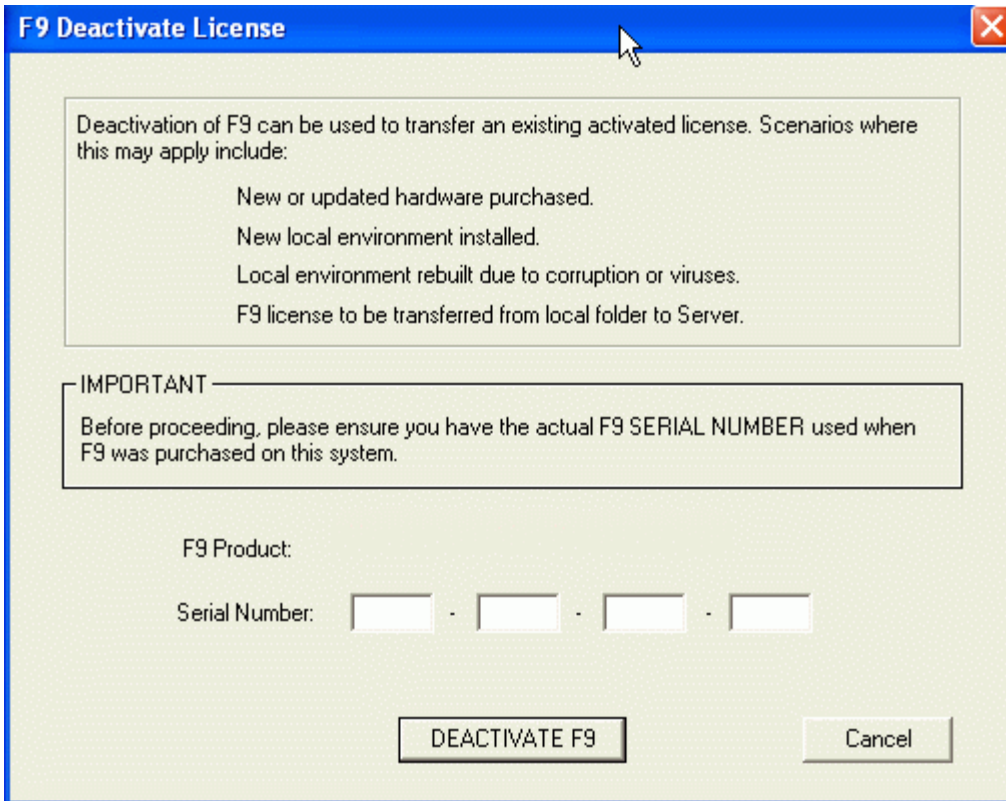 F9 Deactivate License
Deactivation of F9 can be used to transfer an existing activated license. Scenarios where
this may apply include:
New or updated hardware purchased.
New local environment installed.
Local environment rebuilt due to corruption or viruses.
F9 license to be transferred from local folder to Server.
IMPORTANT
Before proceeding, please ensure you have the actual F9 SERIAL NUMBER used when
F9 was purchased on this system.
F9 Product:
Serial Number: - - -
DEACTIVATE F9 Cancel